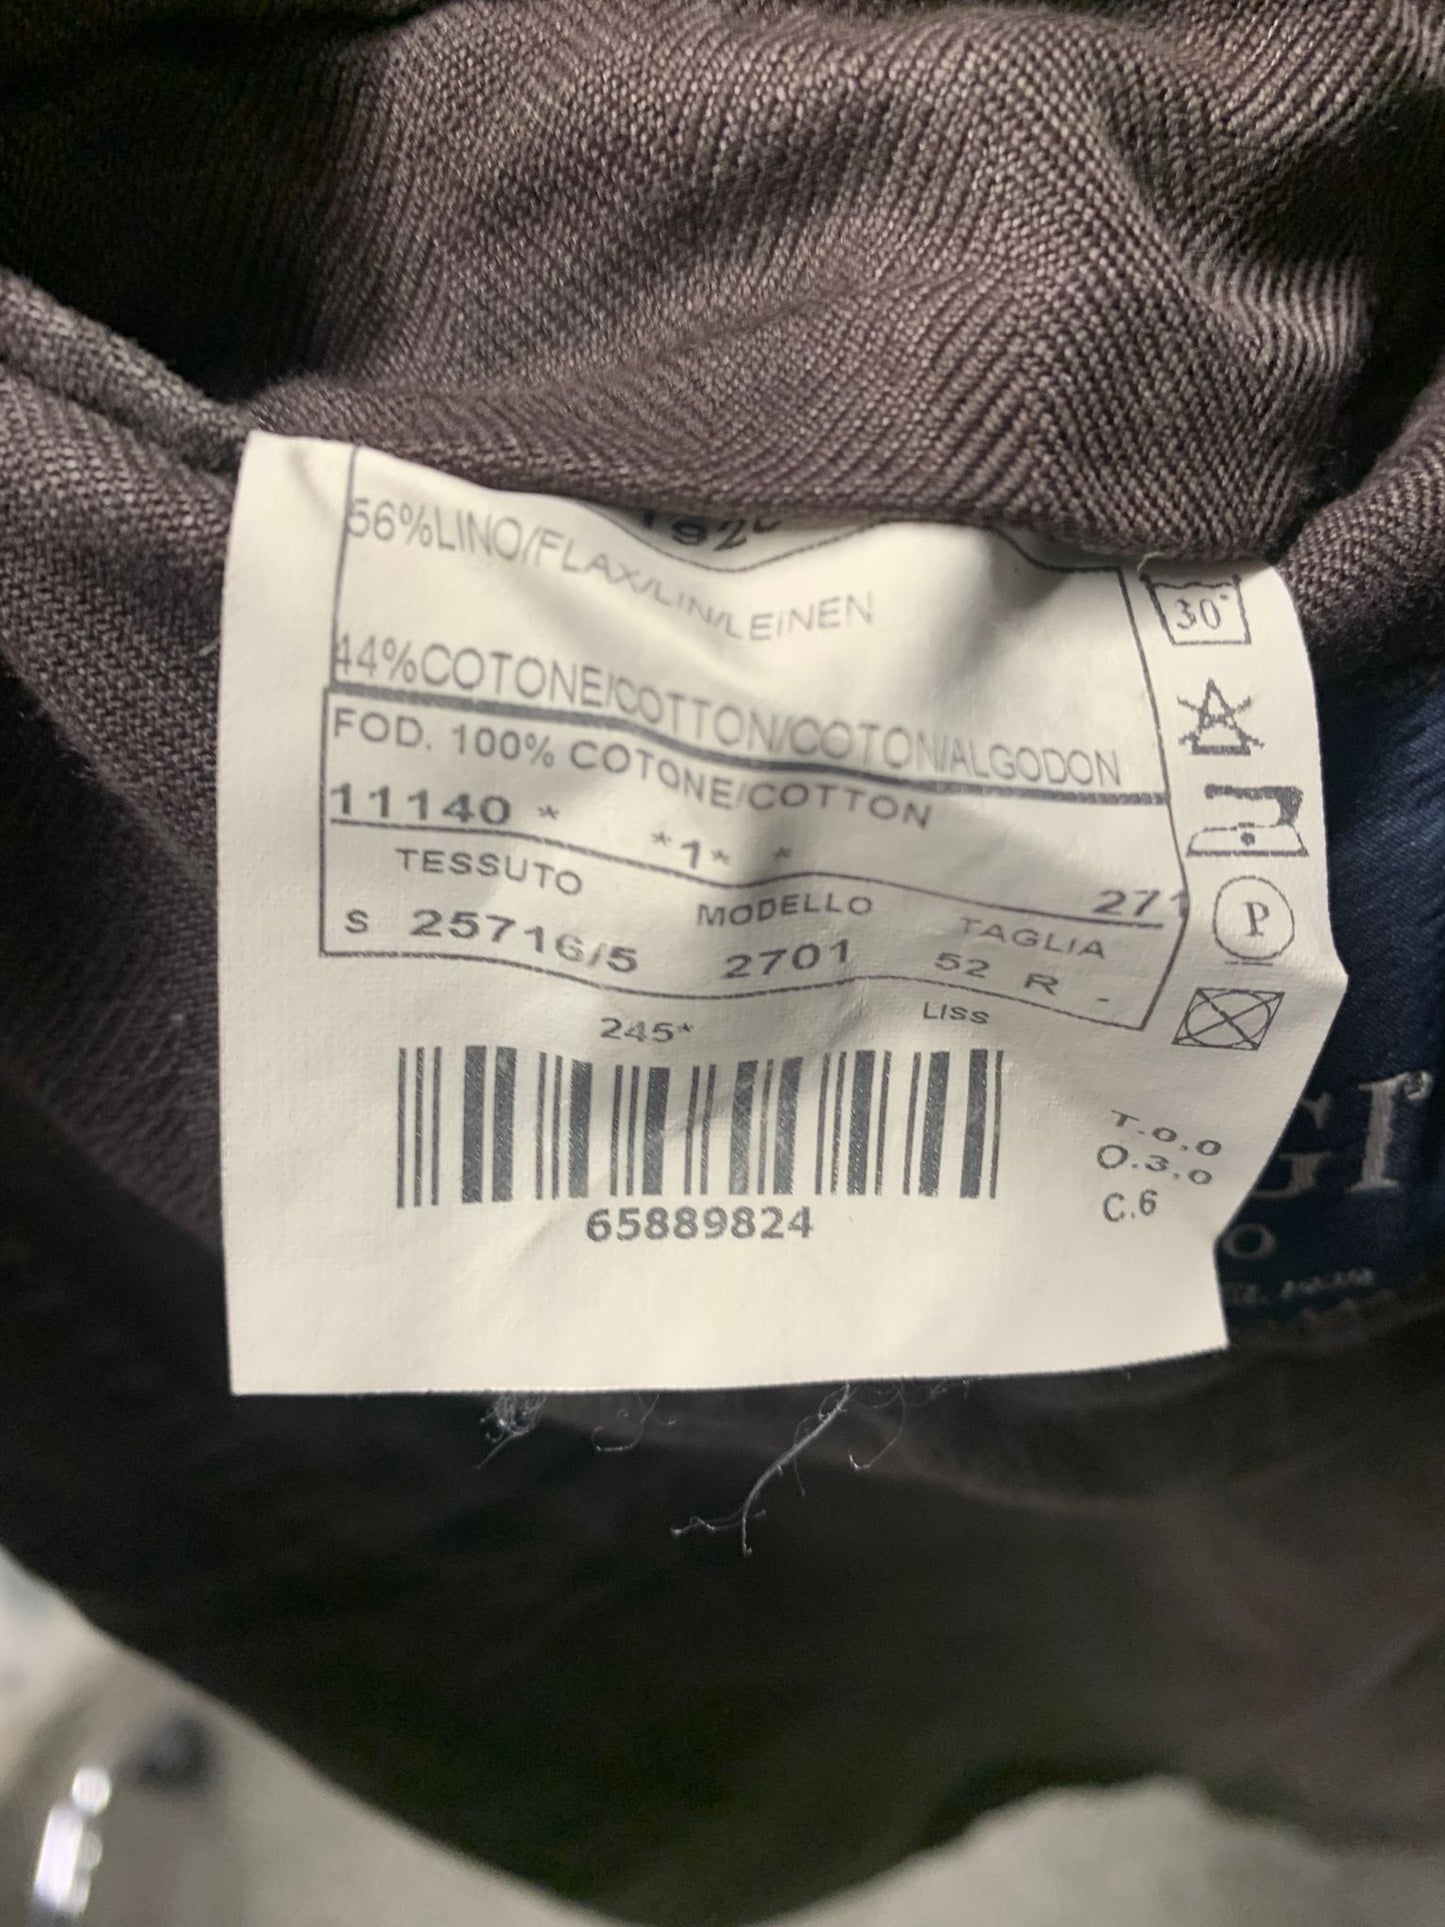 56%LINO/FLAX/LIN/LEINEN
44%COTONE/COTTON/COTON/ALGODON
FOD. 100% COTONE/COTTON
11140 * *1* * 271
TESSUTO MODELLO TAGLIA
S 25716/5 2701 52 R -
245* LISS
65889824
30°
P
T.0,0
O.3,0
C.6